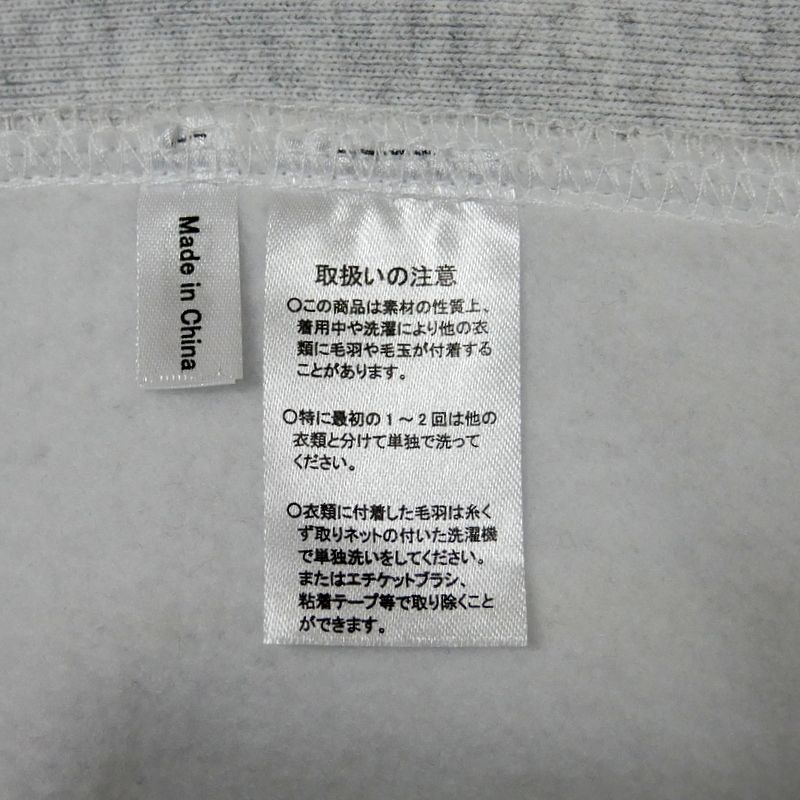 Made in China
取扱いの注意
○この商品は素材の性質上、
着用中や洗濯により他の衣
類に毛羽や毛玉が付着する
ことがあります。
○特に最初の1～2回は他の
衣類と分けて単独で洗って
ください。
○衣類に付着した毛羽は糸く
ず取りネットの付いた洗濯機
で単独洗いをしてください。
またはエチケットブラシ、
粘着テープ等で取り除くこと
ができます。